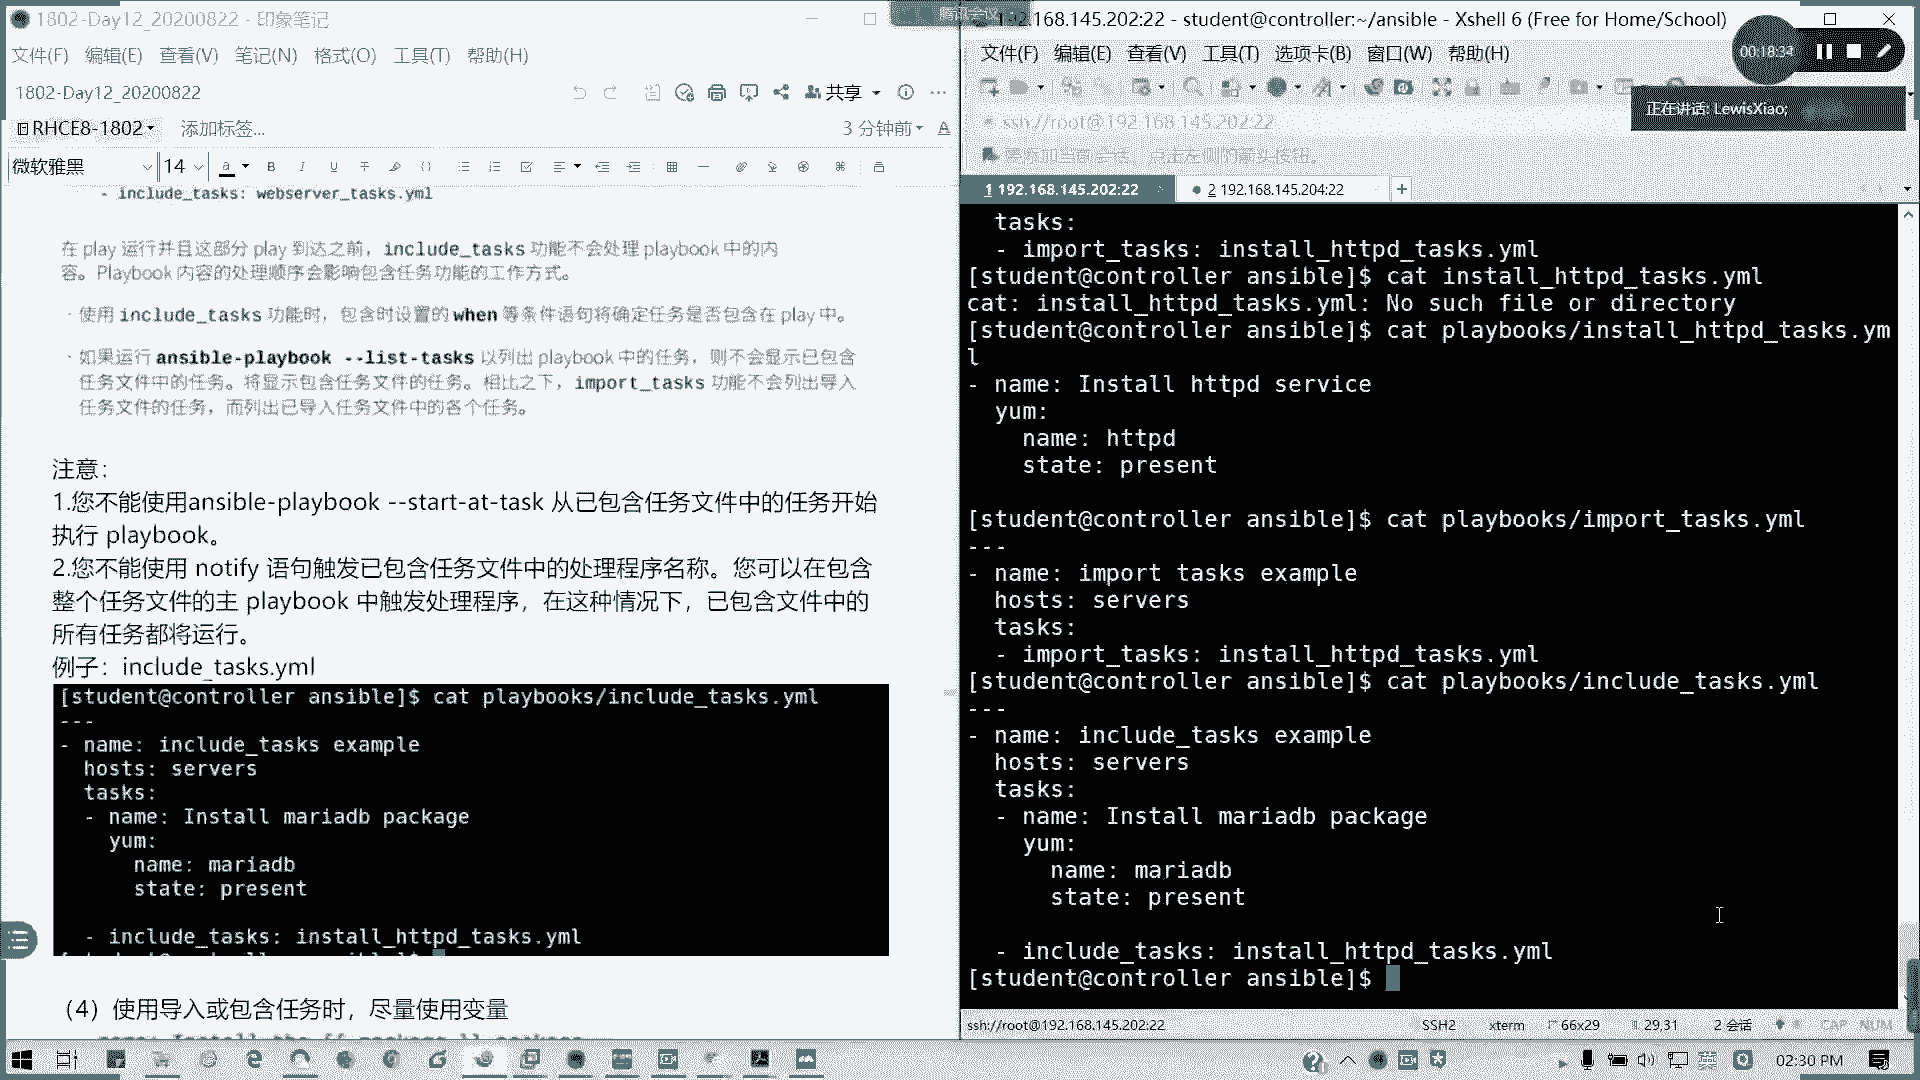 1802-Day12_20200822 - 印象笔记
文件(F) 编辑(E) 查看(V) 笔记(N) 格式(O) 工具(T) 帮助(H)
1802-Day12_20200822
共享
RHCE8-1802
添加标签...
3 分钟前
微软雅黑 14
- include_tasks: webserver_tasks.yml
在 play 运行并且这部分 play 到达之前，include_tasks 功能不会处理 playbook 中的内
容。Playbook 内容的处理顺序会影响包含任务功能的工作方式。
· 使用 include_tasks 功能时，包含时设置的 when 等条件语句将确定任务是否包含在 play 中。
· 如果运行 ansible-playbook --list-tasks 以列出 playbook 中的任务，则不会显示已包含
任务文件中的任务。将显示包含任务文件的任务。相比之下，import_tasks 功能不会列出导入
任务文件的任务，而列出已导入任务文件中的各个任务。
注意：
1.您不能使用ansible-playbook --start-at-task 从已包含任务文件中的任务开始
执行 playbook。
2.您不能使用 notify 语句触发已包含任务文件中的处理程序名称。您可以在包含
整个任务文件的主 playbook 中触发处理程序，在这种情况下，已包含文件中的
所有任务都将运行。
例子：include_tasks.yml
[student@controller ansible]$ cat playbooks/include_tasks.yml
---
- name: include_tasks example
hosts: servers
tasks:
- name: Install mariadb package
yum:
name: mariadb
state: present
- include_tasks: install_httpd_tasks.yml
（4）使用导入或包含任务时，尽量使用变量
腾讯会议
192.168.145.202:22 - student@controller:~/ansible - Xshell 6 (Free for Home/School)
文件(F) 编辑(E) 查看(V) 工具(T) 选项卡(B) 窗口(W) 帮助(H)
00:18:34
正在讲话: LewisXiao;
ssh://root@192.168.145.202:22
要添加当前会话，点击左侧的箭头按钮。
1 192.168.145.202:22
2 192.168.145.204:22
tasks:
- import_tasks: install_httpd_tasks.yml
[student@controller ansible]$ cat install_httpd_tasks.yml
cat: install_httpd_tasks.yml: No such file or directory
[student@controller ansible]$ cat playbooks/install_httpd_tasks.ym
l
- name: Install httpd service
yum:
name: httpd
state: present
[student@controller ansible]$ cat playbooks/import_tasks.yml
---
- name: import tasks example
hosts: servers
tasks:
- import_tasks: install_httpd_tasks.yml
[student@controller ansible]$ cat playbooks/include_tasks.yml
---
- name: include_tasks example
hosts: servers
tasks:
- name: Install mariadb package
yum:
name: mariadb
state: present
- include_tasks: install_httpd_tasks.yml
[student@controller ansible]$
ssh://root@192.168.145.202:22 SSH2 xterm 66x29 29,31 2 会话 CAP NUM
英 02:30 PM